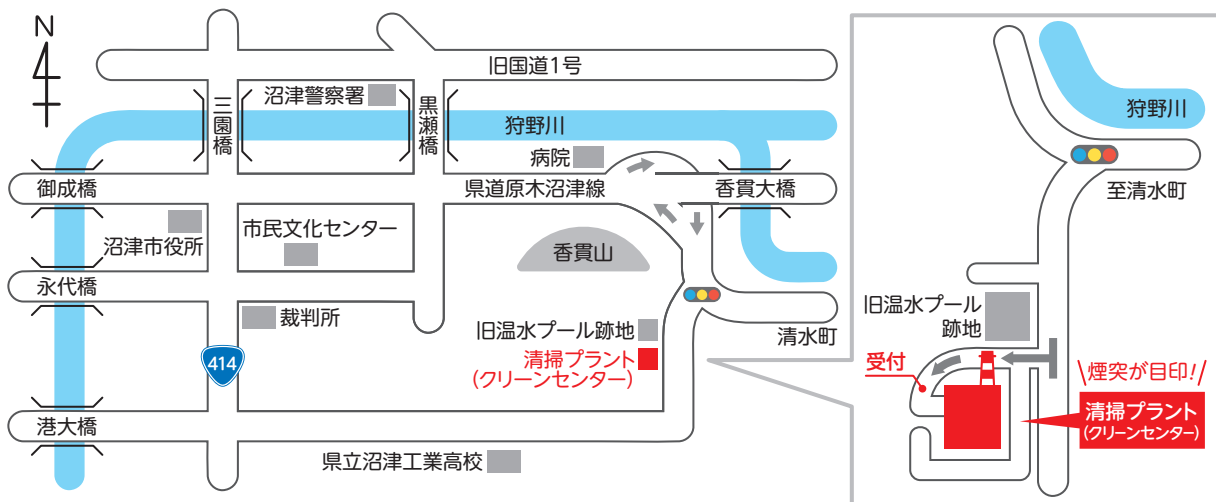 N
旧国道1号
沼津警察署
三園橋
黒瀬橋
狩野川
病院
御成橋
県道原木沼津線
香貫大橋
沼津市役所
市民文化センター
香貫山
永代橋
裁判所
旧温水プール跡地
清水町
清掃プラント
(クリーンセンター)
414
港大橋
県立沼津工業高校
狩野川
至清水町
旧温水プール
跡地
受付
\煙突が目印!/
清掃プラント
(クリーンセンター)